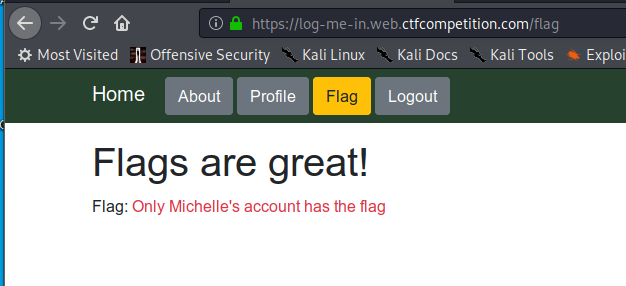 https://log-me-in.web.ctfcompetition.com/flag
Most Visited Offensive Security Kali Linux Kali Docs Kali Tools Exploi
Home About Profile Flag Logout
Flags are great!
Flag: Only Michelle's account has the flag